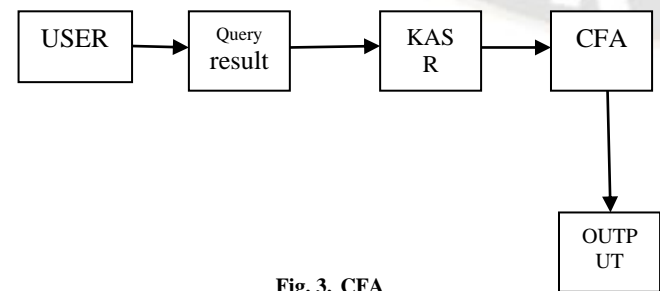 USER
Query
result
KAS
R
CFA
OUTP
UT
Fig. 3. CFA